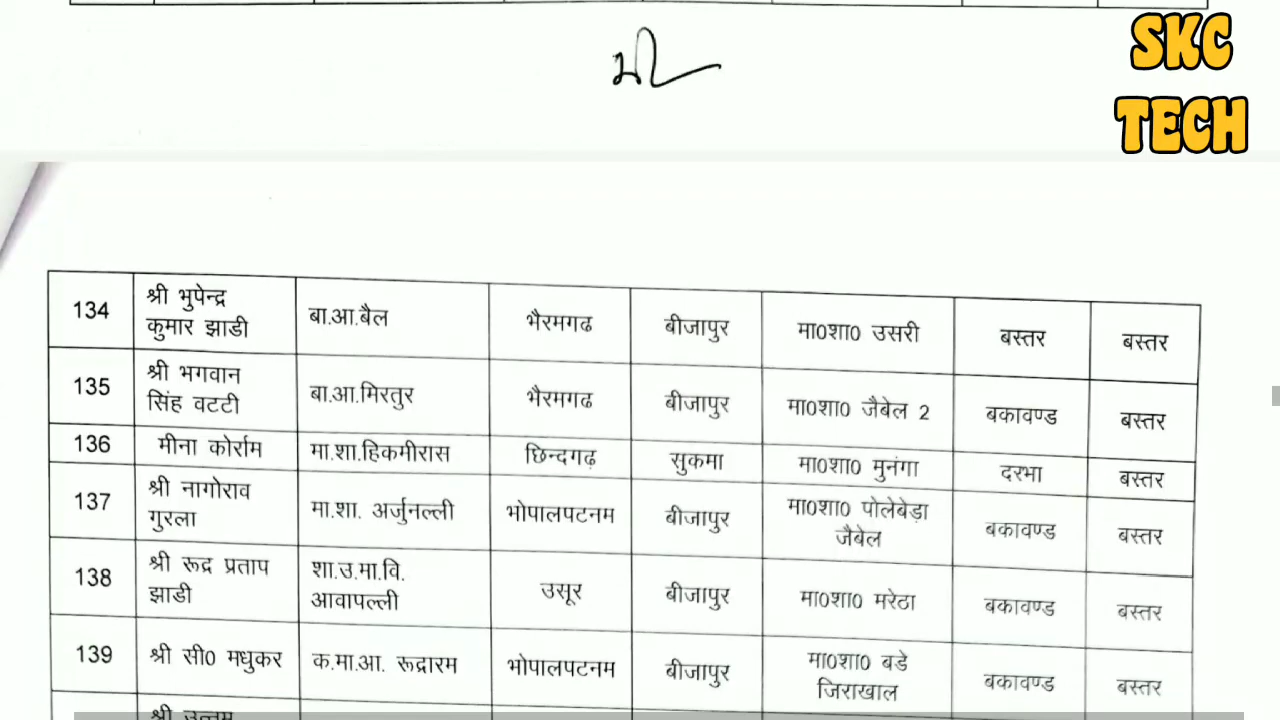 SKC
TECH
134 श्री भुपेन्द्र कुमार झाडी बा.आ.बैल भैरमगढ बीजापुर मा0शा0 उसरी बस्तर बस्तर
135 श्री भगवान सिंह वटटी बा.आ.मिरतुर भैरमगढ बीजापुर मा0शा0 जैबेल 2 बकावण्ड बस्तर
136 मीना कोर्राम मा.शा.हिकमीरास छिन्दगढ़ सुकमा मा0शा0 मुनंगा दरभा बस्तर
137 श्री नागोराव गुरला मा.शा. अर्जुनल्ली भोपालपटनम बीजापुर मा0शा0 पोलेबेड़ा जैबेल बकावण्ड बस्तर
138 श्री रूद्र प्रताप झाडी शा.उ.मा.वि. आवापल्ली उसूर बीजापुर मा0शा0 मरेठा बकावण्ड बस्तर
139 श्री सी0 मधुकर क.मा.आ. रूद्रारम भोपालपटनम बीजापुर मा0शा0 बडे जिराखाल बकावण्ड बस्तर
श्री उत्तम